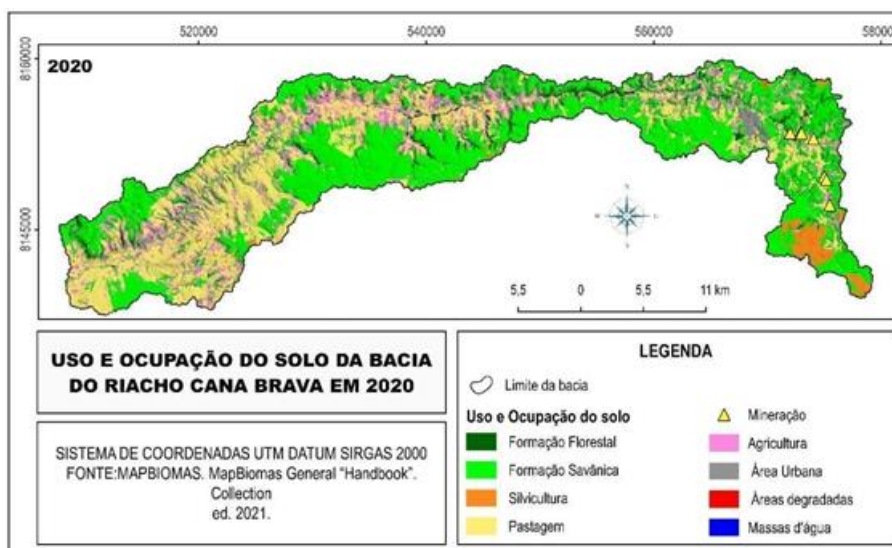 520000 540000 560000 58000
2020
8160000
8145000
5,5 0 5,5 11 km
USO E OCUPAÇÃO DO SOLO DA BACIA
DO RIACHO CANA BRAVA EM 2020
SISTEMA DE COORDENADAS UTM DATUM SIRGAS 2000
FONTE:MAPBIOMAS. MapBiomas General “Handbook”.
Collection
ed. 2021.
LEGENDA
Limite da bacia
Uso e Ocupação do solo
Formação Florestal
Formação Savânica
Silvicultura
Pastagem
Mineração
Agricultura
Área Urbana
Áreas degradadas
Massas d'água